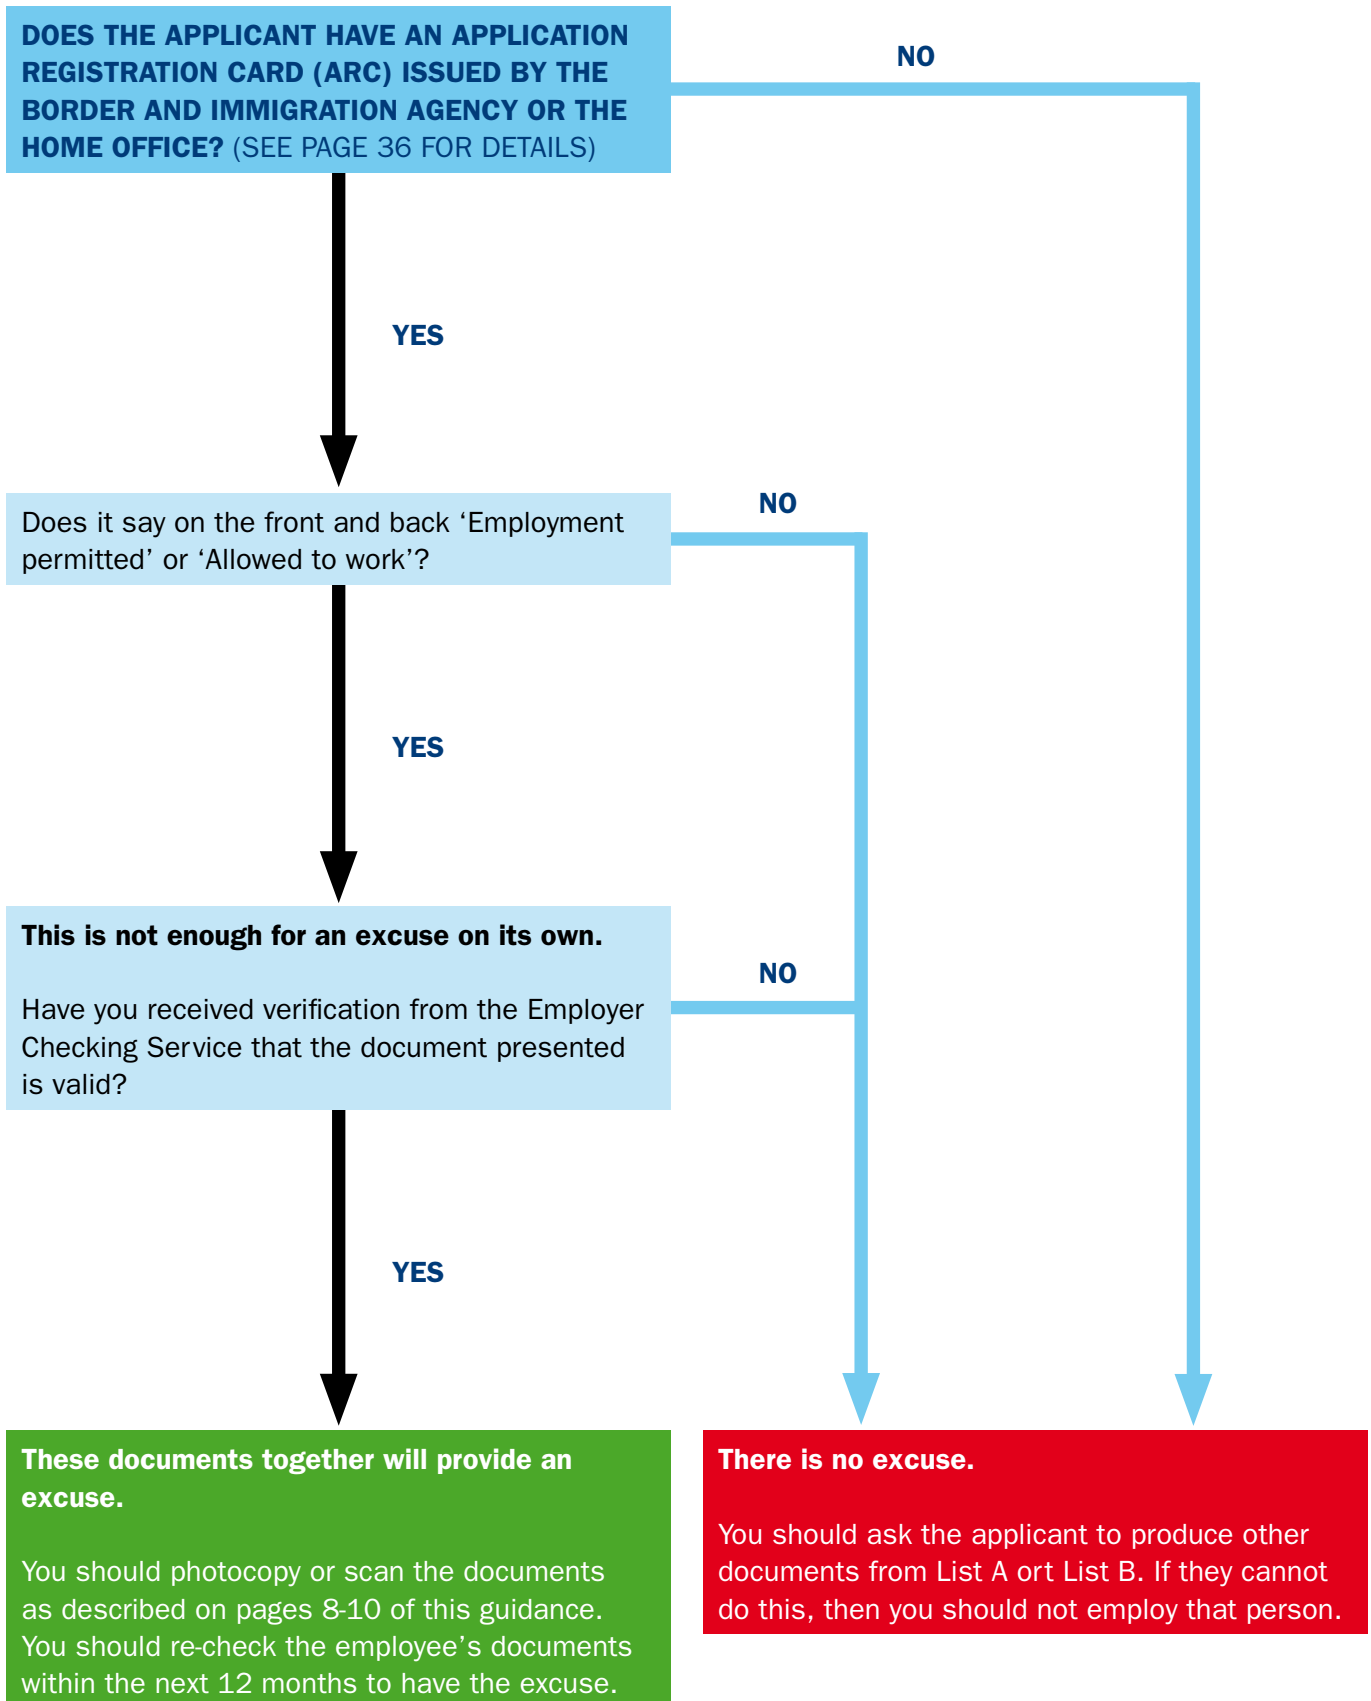 DOES THE APPLICANT HAVE AN APPLICATION
REGISTRATION CARD (ARC) ISSUED BY THE
BORDER AND IMMIGRATION AGENCY OR THE
HOME OFFICE? (SEE PAGE 36 FOR DETAILS)
NO
YES
Does it say on the front and back ‘Employment
permitted’ or ‘Allowed to work’?
NO
YES
This is not enough for an excuse on its own.
Have you received verification from the Employer
Checking Service that the document presented
is valid?
NO
YES
These documents together will provide an
excuse.
You should photocopy or scan the documents
as described on pages 8-10 of this guidance.
You should re-check the employee’s documents
within the next 12 months to have the excuse.
There is no excuse.
You should ask the applicant to produce other
documents from List A ort List B. If they cannot
do this, then you should not employ that person.